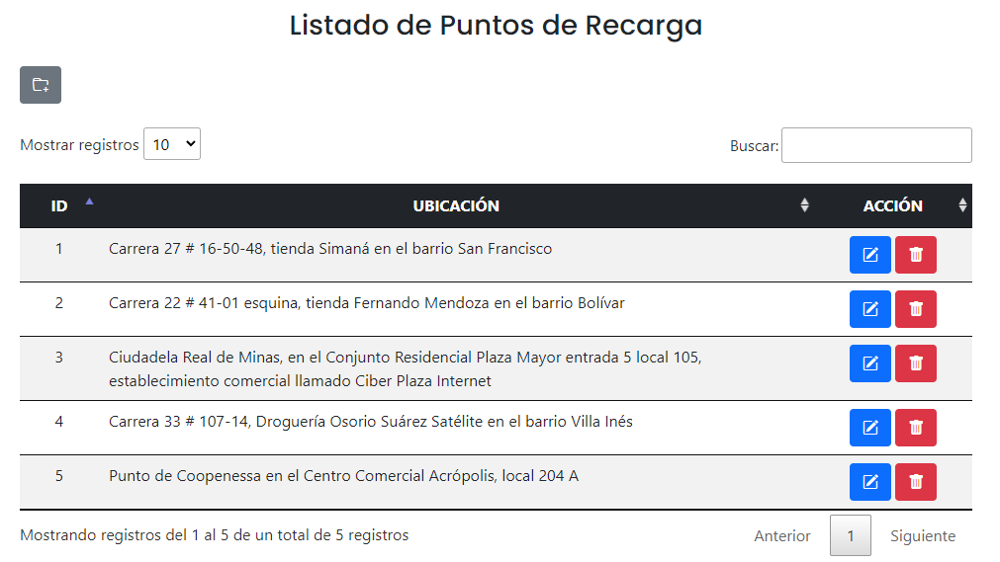 Listado de Puntos de Recarga
Mostrar registros 10
Buscar:
ID UBICACIÓN ACCIÓN
1 Carrera 27 # 16-50-48, tienda Simaná en el barrio San Francisco
2 Carrera 22 # 41-01 esquina, tienda Fernando Mendoza en el barrio Bolívar
3 Ciudadela Real de Minas, en el Conjunto Residencial Plaza Mayor entrada 5 local 105,
establecimiento comercial llamado Ciber Plaza Internet
4 Carrera 33 # 107-14, Droguería Osorio Suárez Satélite en el barrio Villa Inés
5 Punto de Coopenessa en el Centro Comercial Acrópolis, local 204 A
Mostrando registros del 1 al 5 de un total de 5 registros
Anterior 1 Siguiente